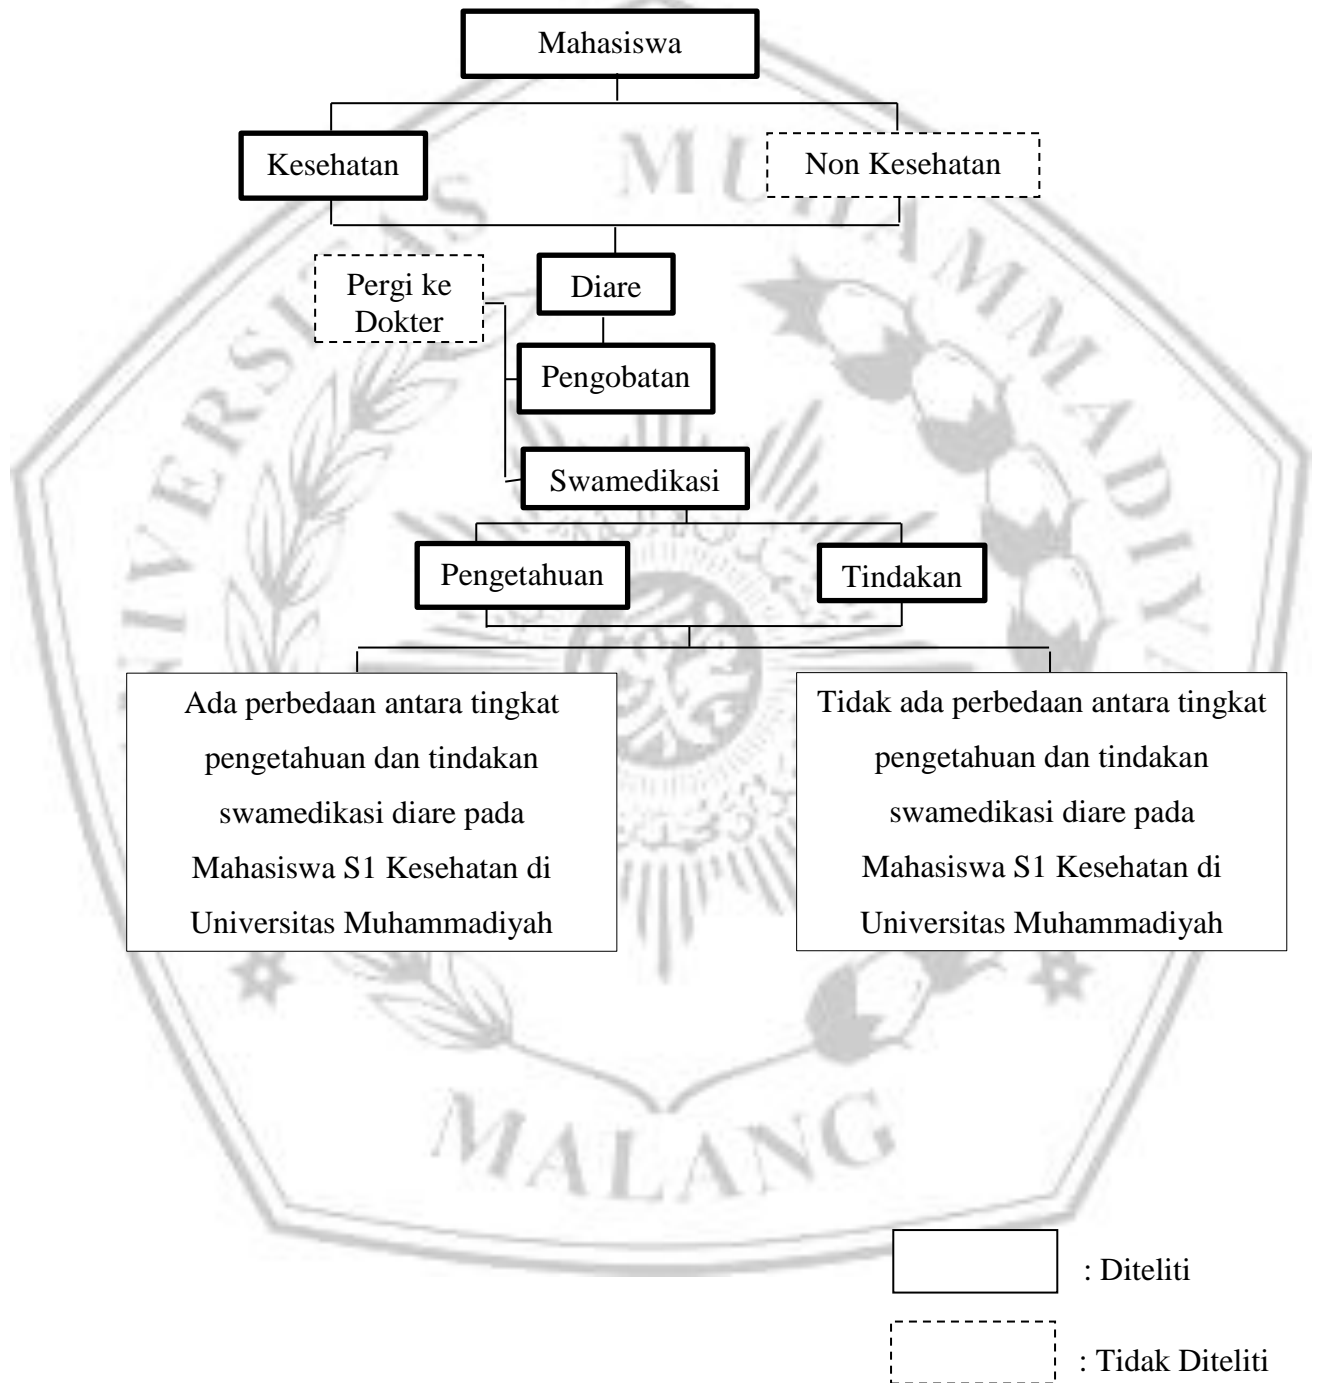 Mahasiswa
Kesehatan
Non Kesehatan
Pergi ke
Dokter
Diare
Pengobatan
Swamedikasi
Pengetahuan
Tindakan
Ada perbedaan antara tingkat
pengetahuan dan tindakan
swamedikasi diare pada
Mahasiswa S1 Kesehatan di
Universitas Muhammadiyah
Tidak ada perbedaan antara tingkat
pengetahuan dan tindakan
swamedikasi diare pada
Mahasiswa S1 Kesehatan di
Universitas Muhammadiyah
: Diteliti
: Tidak Diteliti
MALANG